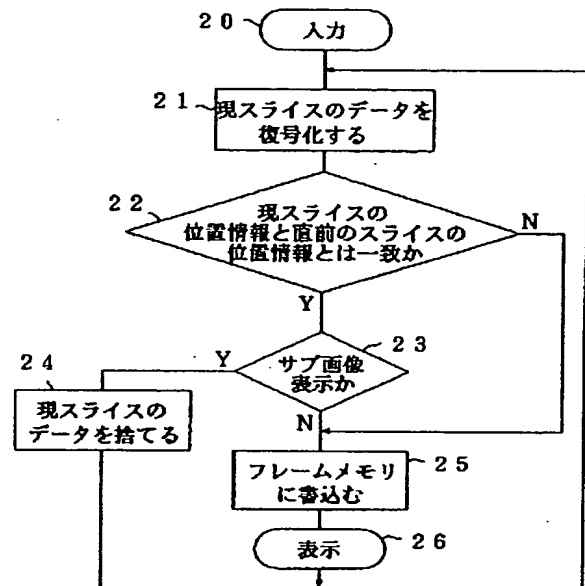 20
入力
21
現スライスのデータを
復号化する
22
現スライスの
位置情報と直前のスライスの
位置情報とは一致か
N
Y
23
サブ画像
表示か
Y
N
24
現スライスの
データを捨てる
25
フレームメモリ
に書込む
26
表示